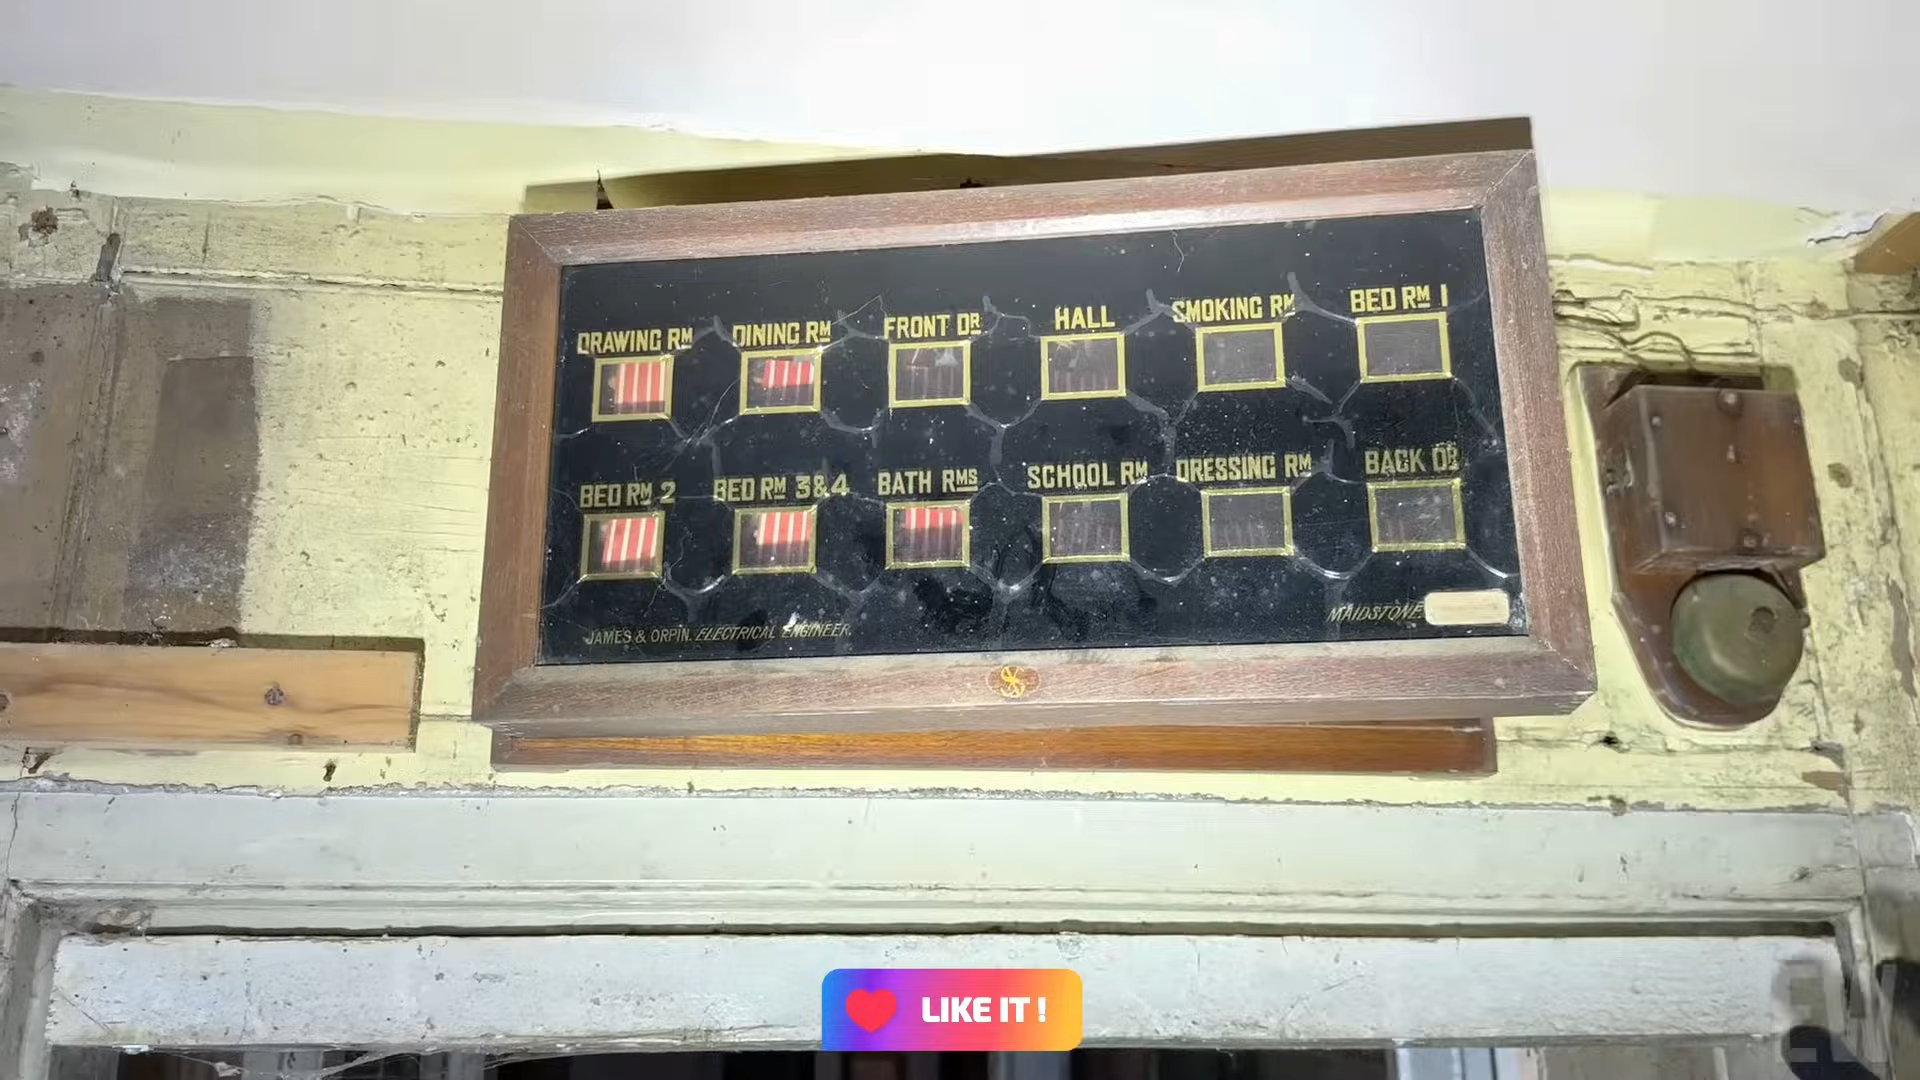 DRAWING RM DINING RM FRONT DR HALL SMOKING RM BED RM 1
BED RM 2 BED RM 3&4 BATH RMS SCHOOL RM DRESSING RM BACK DR
JAMES & ORPIN. ELECTRICAL ENGINEER. MAIDSTONE
LIKE IT !
EW